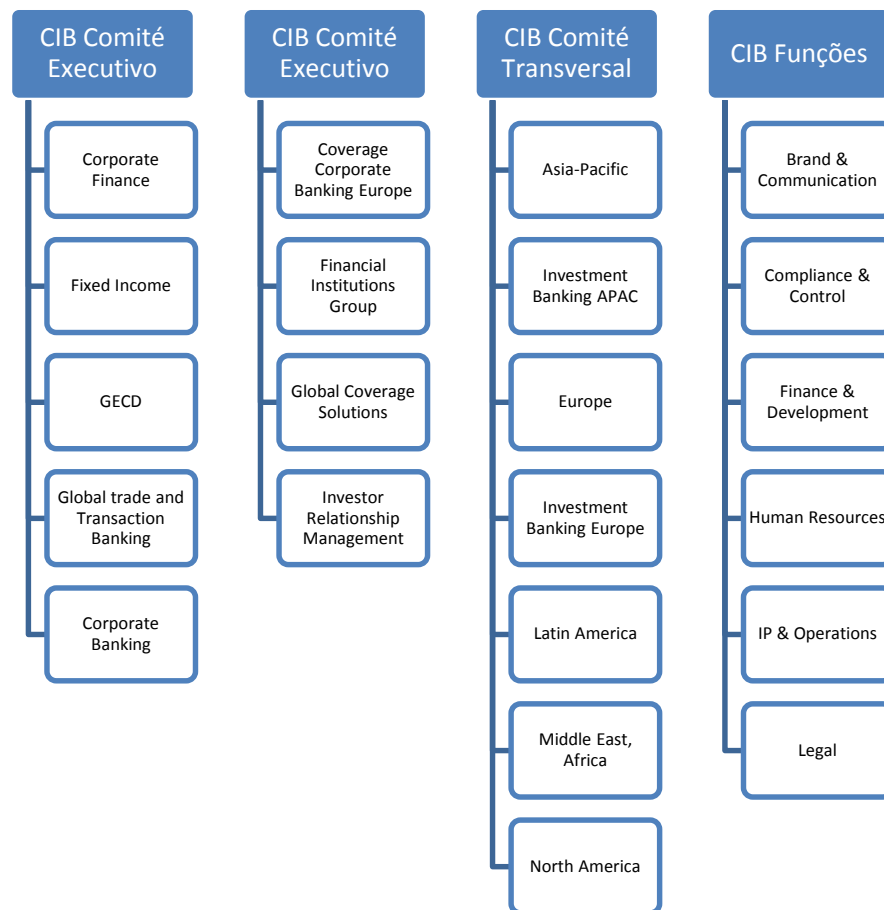 CIB Comité
Executivo
Corporate
Finance
Fixed Income
GECD
Global trade and
Transaction
Banking
Corporate
Banking
CIB Comité
Executivo
Coverage
Corporate
Banking Europe
Financial
Institutions
Group
Global Coverage
Solutions
Investor
Relationship
Management
CIB Comité
Transversal
Asia-Pacific
Investment
Banking APAC
Europe
Investment
Banking Europe
Latin America
Middle East,
Africa
North America
CIB Funções
Brand &
Communication
Compliance &
Control
Finance &
Development
Human Resources
IP & Operations
Legal